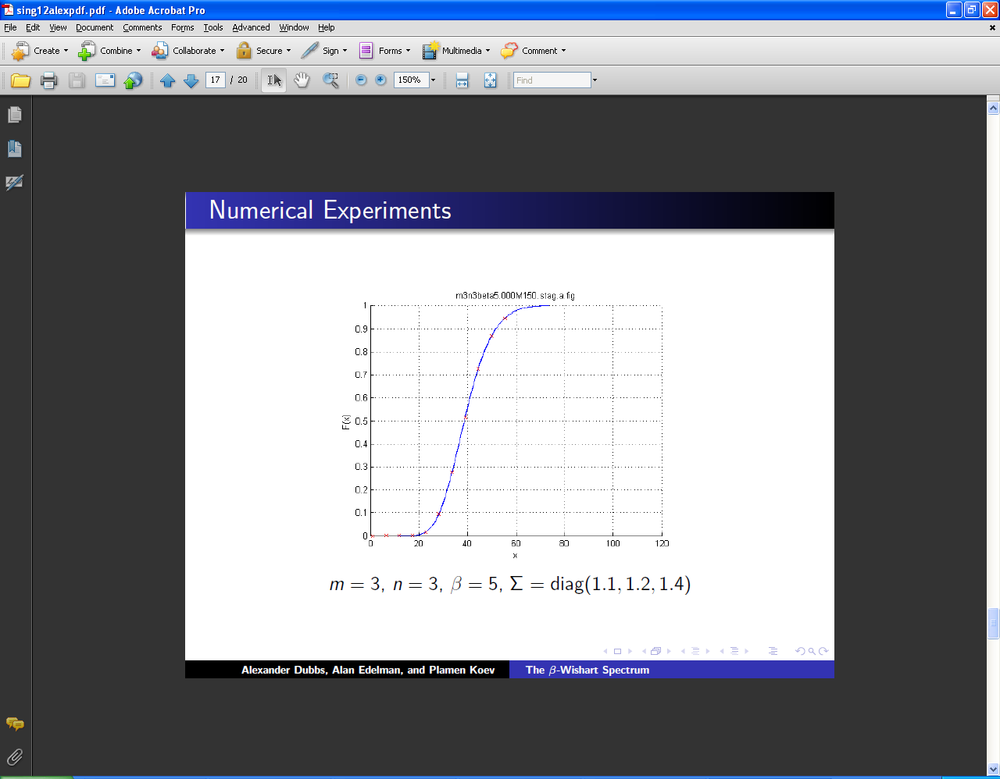 sing12alexpdf.pdf - Adobe Acrobat Pro
File Edit View Document Comments Forms Tools Advanced Window Help
Create Combine Collaborate Secure Sign Forms Multimedia Comment
17 / 20 150% Find
Numerical Experiments
m3n3beta5.000M150.stag.a.fig
1
0.9
0.8
0.7
0.6
0.5
0.4
0.3
0.2
0.1
0
F(x)
0 20 40 60 80 100 120
x
m = 3, n = 3, β = 5, Σ = diag(1.1, 1.2, 1.4)
Alexander Dubbs, Alan Edelman, and Plamen Koev The β-Wishart Spectrum